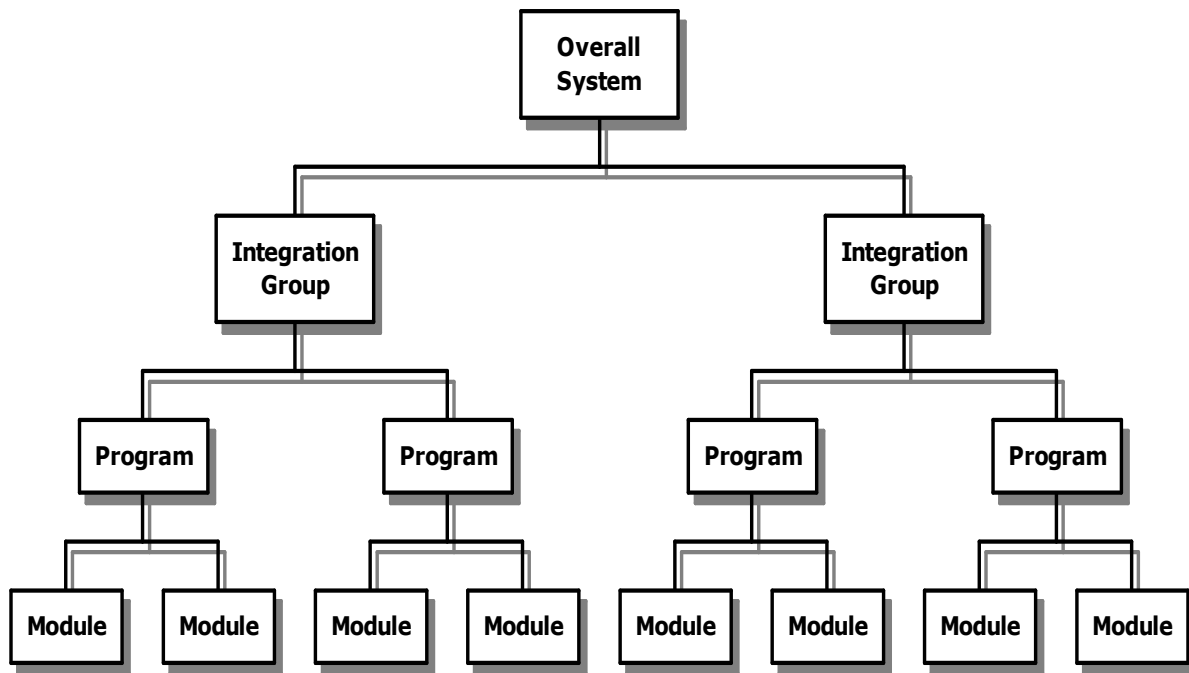 Overall
System
Integration
Group
Integration
Group
Program
Program
Program
Program
Module
Module
Module
Module
Module
Module
Module
Module